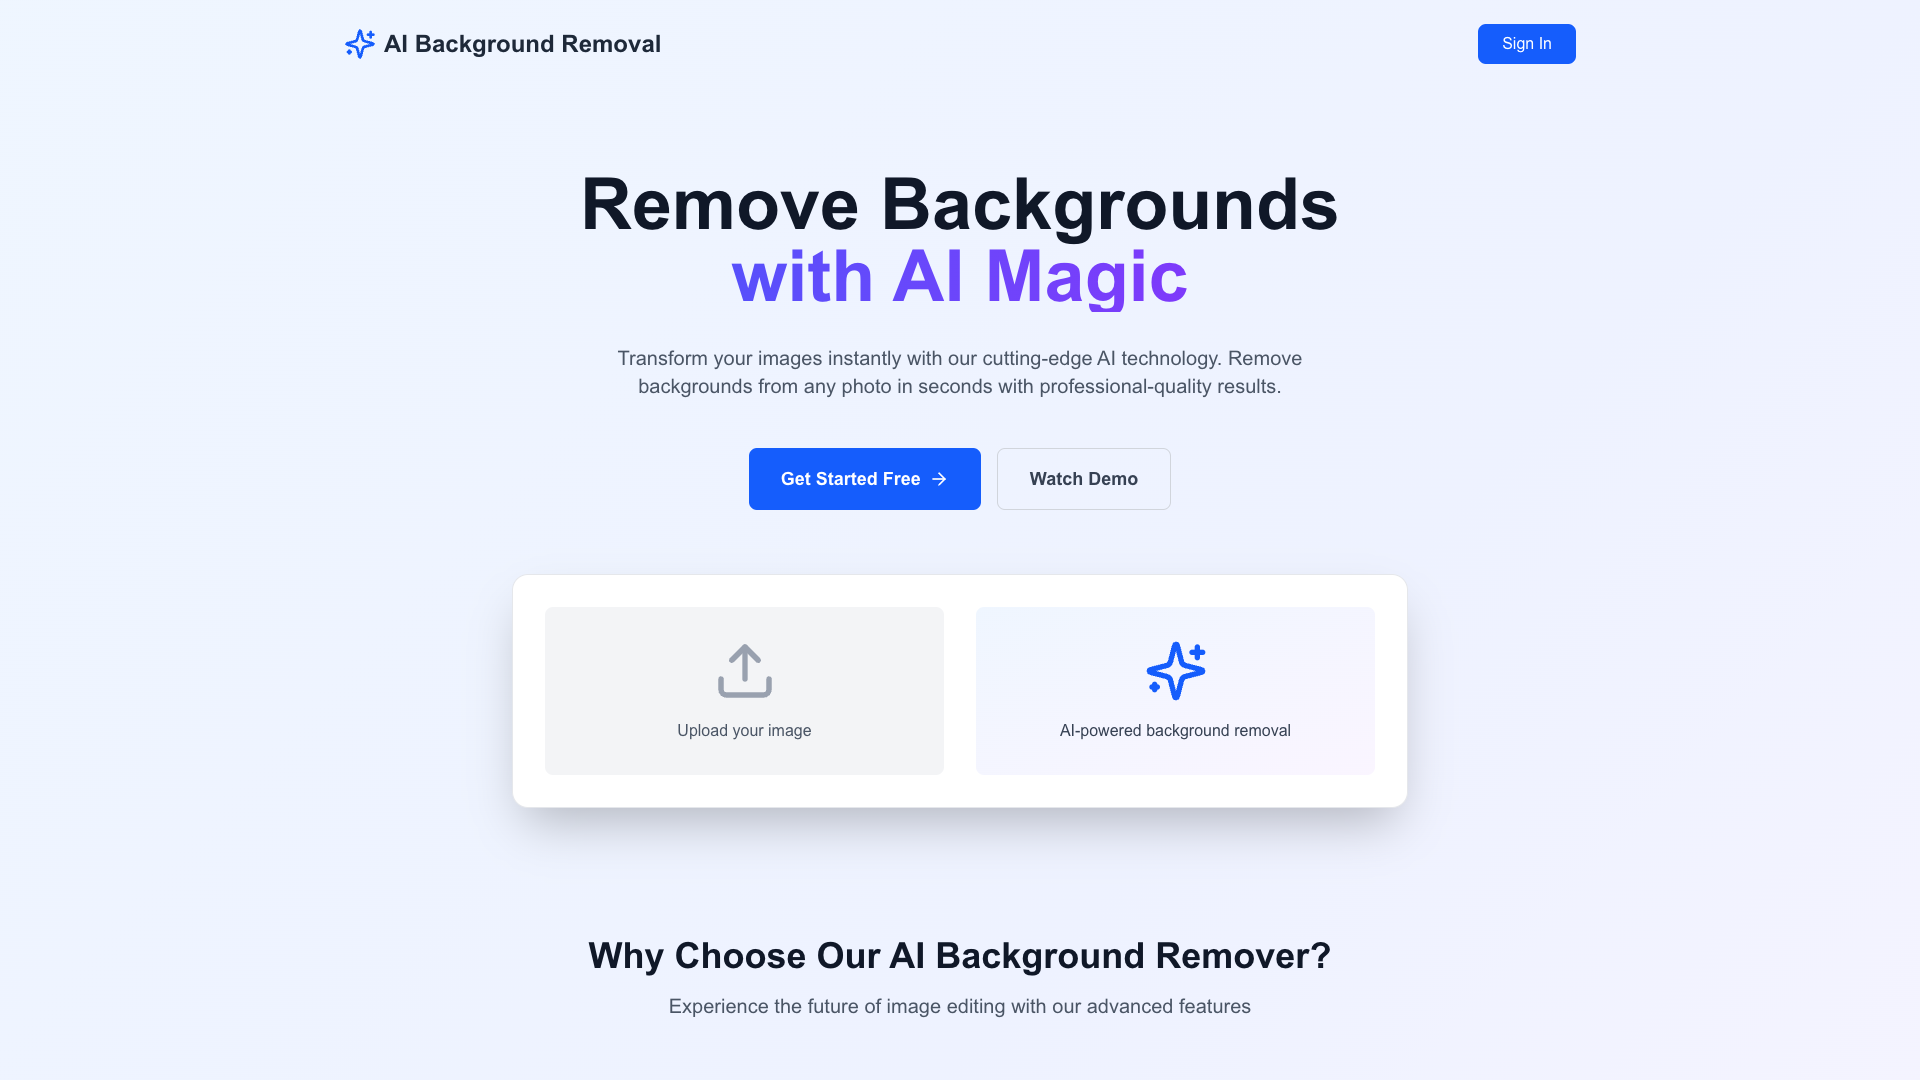 AI Background Removal
Sign In
Remove Backgrounds
with AI Magic
Transform your images instantly with our cutting-edge AI technology. Remove
backgrounds from any photo in seconds with professional-quality results.
Get Started Free
Watch Demo
Upload your image
AI-powered background removal
Why Choose Our AI Background Remover?
Experience the future of image editing with our advanced features